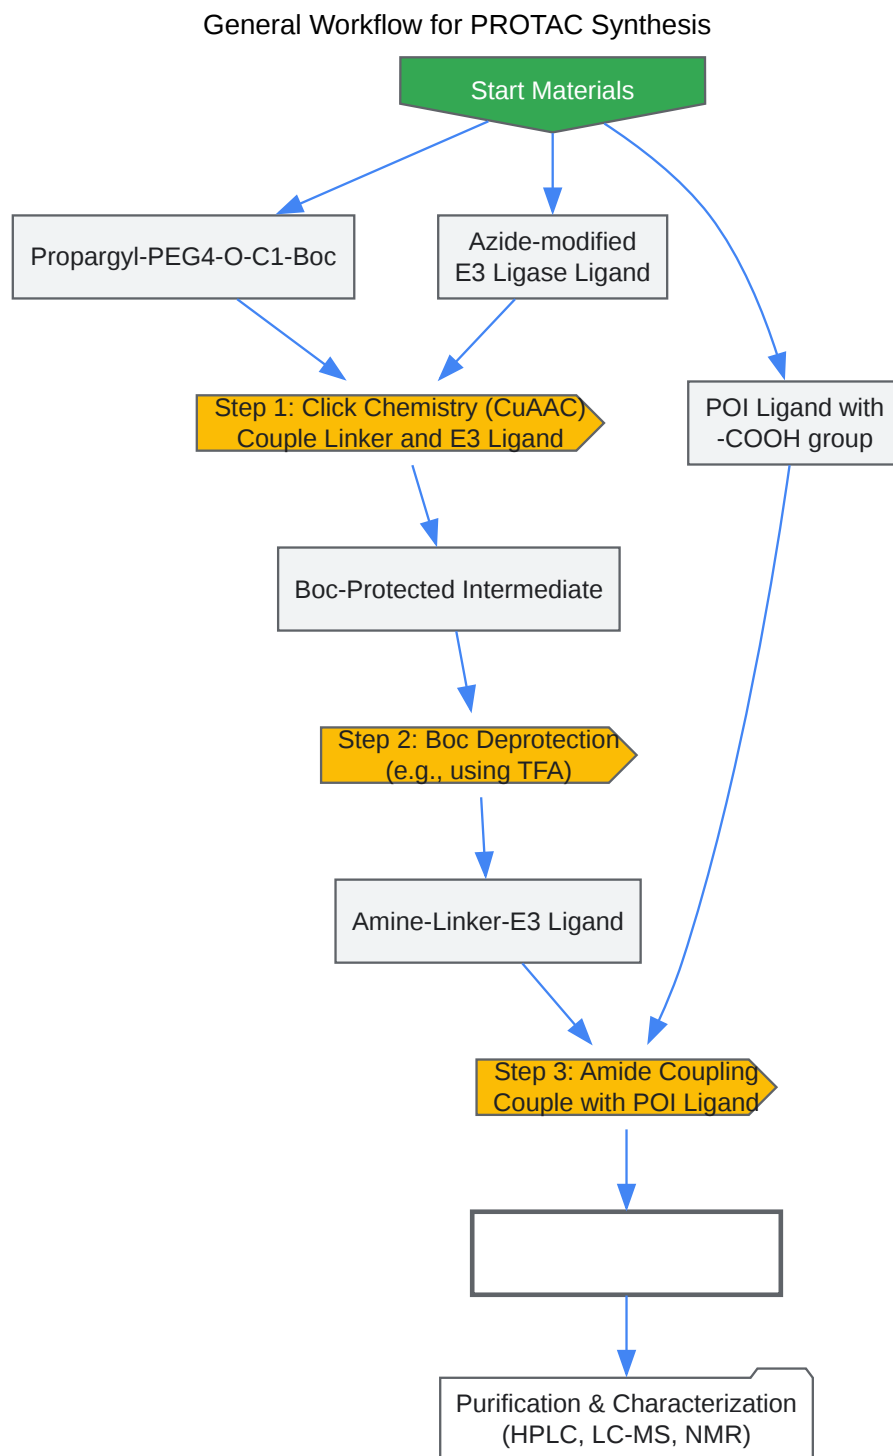 General Workflow for PROTAC Synthesis
Start Materials
Propargyl-PEG4-O-C1-Boc
Azide-modified
E3 Ligase Ligand
Step 1: Click Chemistry (CuAAC)
Couple Linker and E3 Ligand
POI Ligand with
-COOH group
Boc-Protected Intermediate
Step 2: Boc Deprotection
(e.g., using TFA)
Amine-Linker-E3 Ligand
Step 3: Amide Coupling
Couple with POI Ligand
Purification & Characterization
(HPLC, LC-MS, NMR)